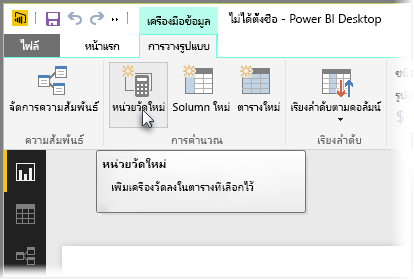 เครื่องมือข้อมูล
ไม่ได้ตั้งชื่อ - Power BI Desktop
ไฟล์
หน้าแรก
การวางรูปแบบ
จัดการความสัมพันธ์
หน่วยวัดใหม่
Solumn ใหม่
ตารางใหม่
เรียงลำดับตามคอลัมน์
ความสัมพันธ์
การคำนวณ
เรียงลำดับ
$
หน่วยวัดใหม่
เพิ่มเครื่องวัดลงในตารางที่เลือกไว้